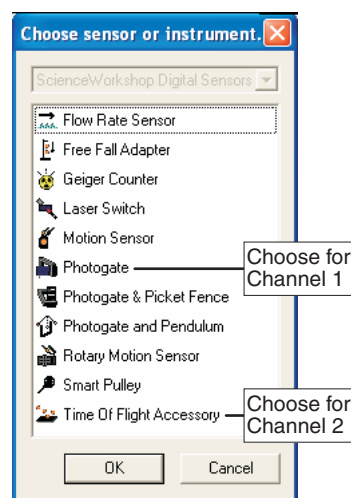 Choose sensor or instrument.
ScienceWorkshop Digital Sensors
Flow Rate Sensor
Free Fall Adapter
Geiger Counter
Laser Switch
Motion Sensor
Photogate
Choose for
Channel 1
Photogate & Picket Fence
Photogate and Pendulum
Rotary Motion Sensor
Smart Pulley
Time Of Flight Accessory
Choose for
Channel 2
OK
Cancel